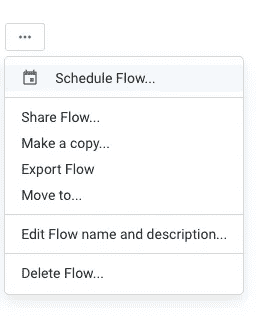 Schedule Flow...
Share Flow...
Make a copy...
Export Flow
Move to...
Edit Flow name and description...
Delete Flow...